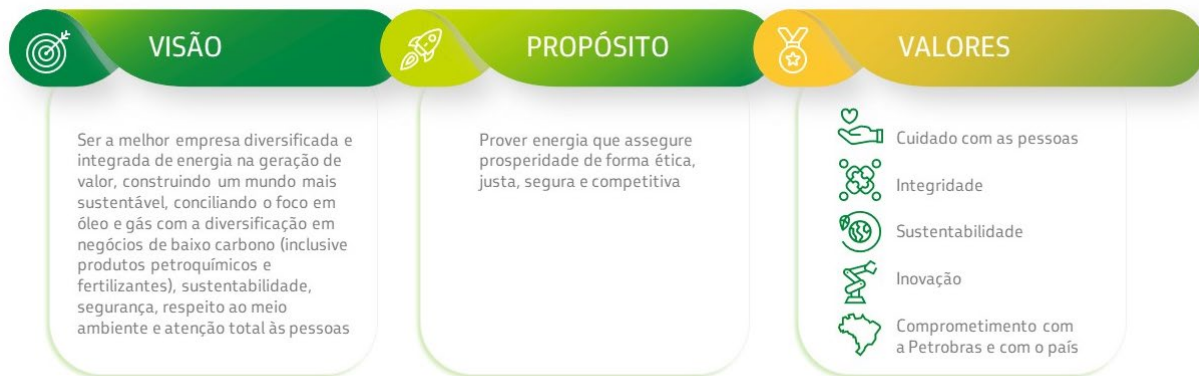 VISÃO
Ser a melhor empresa diversificada e
integrada de energia na geração de
valor, construindo um mundo mais
sustentável, conciliando o foco em
óleo e gás com a diversificação em
negócios de baixo carbono (inclusive
produtos petroquímicos e
fertilizantes), sustentabilidade,
segurança, respeito ao meio
ambiente e atenção total às pessoas
PROPÓSITO
Prover energia que assegure
prosperidade de forma ética,
justa, segura e competitiva
VALORES
Cuidado com as pessoas
Integridade
Sustentabilidade
Inovação
Comprometimento com
a Petrobras e com o país